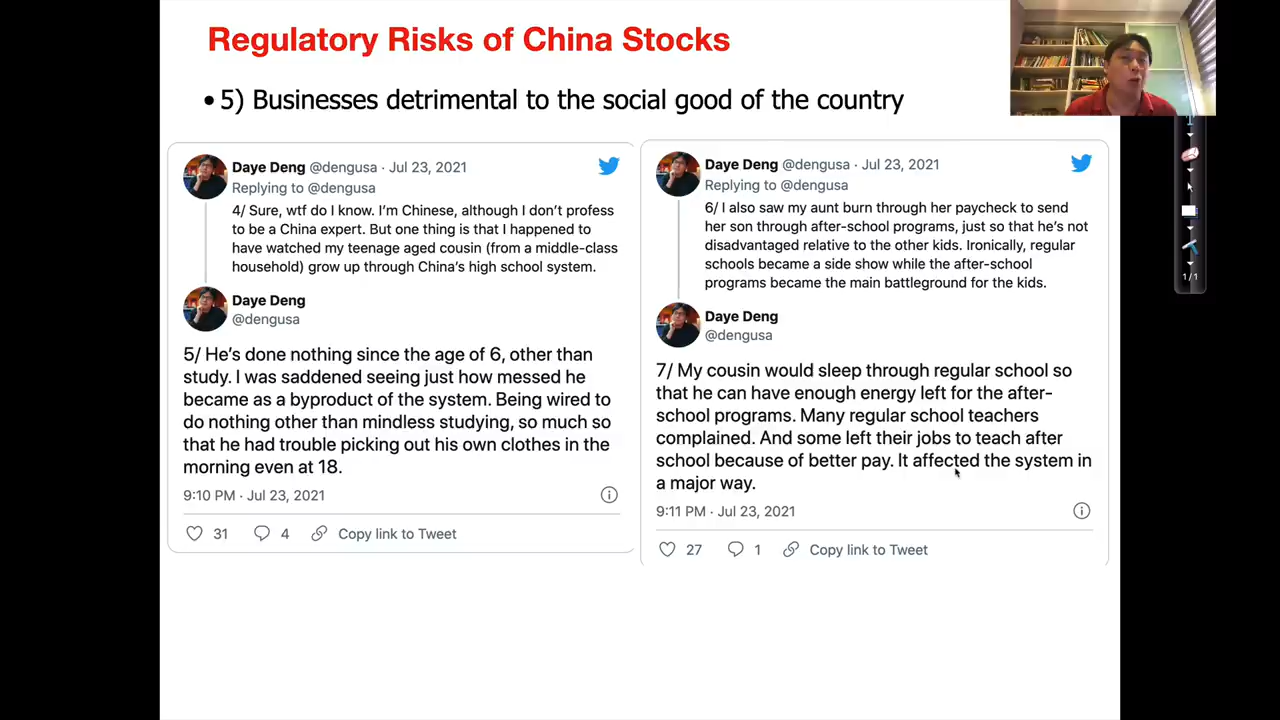 Regulatory Risks of China Stocks
• 5) Businesses detrimental to the social good of the country
Daye Deng @dengusa · Jul 23, 2021
Replying to @dengusa
4/ Sure, wtf do I know. I'm Chinese, although I don't profess
to be a China expert. But one thing is that I happened to
have watched my teenage aged cousin (from a middle-class
household) grow up through China's high school system.
Daye Deng
@dengusa
5/ He's done nothing since the age of 6, other than
study. I was saddened seeing just how messed he
became as a byproduct of the system. Being wired to
do nothing other than mindless studying, so much so
that he had trouble picking out his own clothes in the
morning even at 18.
9:10 PM · Jul 23, 2021
31 4 Copy link to Tweet
Daye Deng @dengusa · Jul 23, 2021
Replying to @dengusa
6/ I also saw my aunt burn through her paycheck to send
her son through after-school programs, just so that he's not
disadvantaged relative to the other kids. Ironically, regular
schools became a side show while the after-school
programs became the main battleground for the kids.
Daye Deng
@dengusa
7/ My cousin would sleep through regular school so
that he can have enough energy left for the after-
school programs. Many regular school teachers
complained. And some left their jobs to teach after
school because of better pay. It affected the system in
a major way.
9:11 PM · Jul 23, 2021
27 1 Copy link to Tweet
1/1